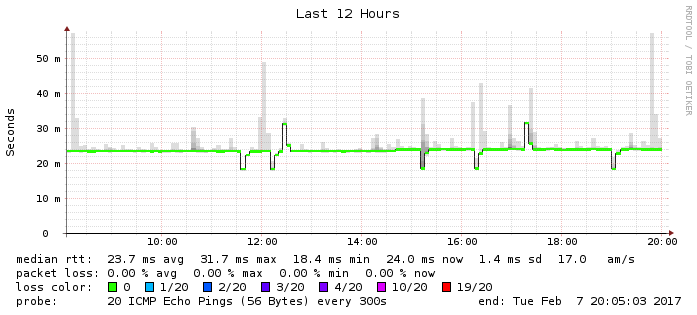 Last 12 Hours
RRDTOOL / TOBI OETIKER
Seconds
50 m
40 m
30 m
20 m
10 m
0
10:00 12:00 14:00 16:00 18:00 20:00
median rtt: 23.7 ms avg 31.7 ms max 18.4 ms min 24.0 ms now 1.4 ms sd 17.0 am/s
packet loss: 0.00 % avg 0.00 % max 0.00 % min 0.00 % now
loss color: 0 1/20 2/20 3/20 4/20 10/20 19/20
probe: 20 ICMP Echo Pings (56 Bytes) every 300s end: Tue Feb 7 20:05:03 2017